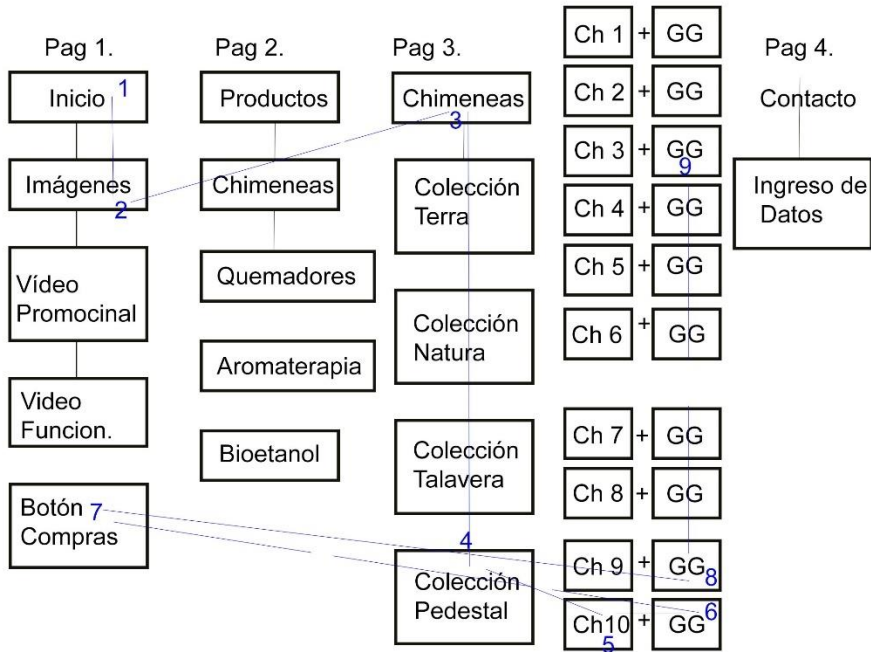 Pag 1.
Inicio 1
Imágenes
2
Vídeo
Promocinal
Video
Funcion.
Botón 7
Compras
Pag 2.
Productos
Chimeneas
Quemadores
Aromaterapia
Bioetanol
Pag 3.
Chimeneas
3
Colección
Terra
Colección
Natura
Colección
Talavera
4
Colección
Pedestal
Ch 1 + GG
Ch 2 + GG
Ch 3 + GG
9
Ch 4 + GG
Ch 5 + GG
Ch 6 + GG
Ch 7 + GG
Ch 8 + GG
Ch 9 + GG 8
Ch10 + GG 6
5
Pag 4.
Contacto
Ingreso de
Datos